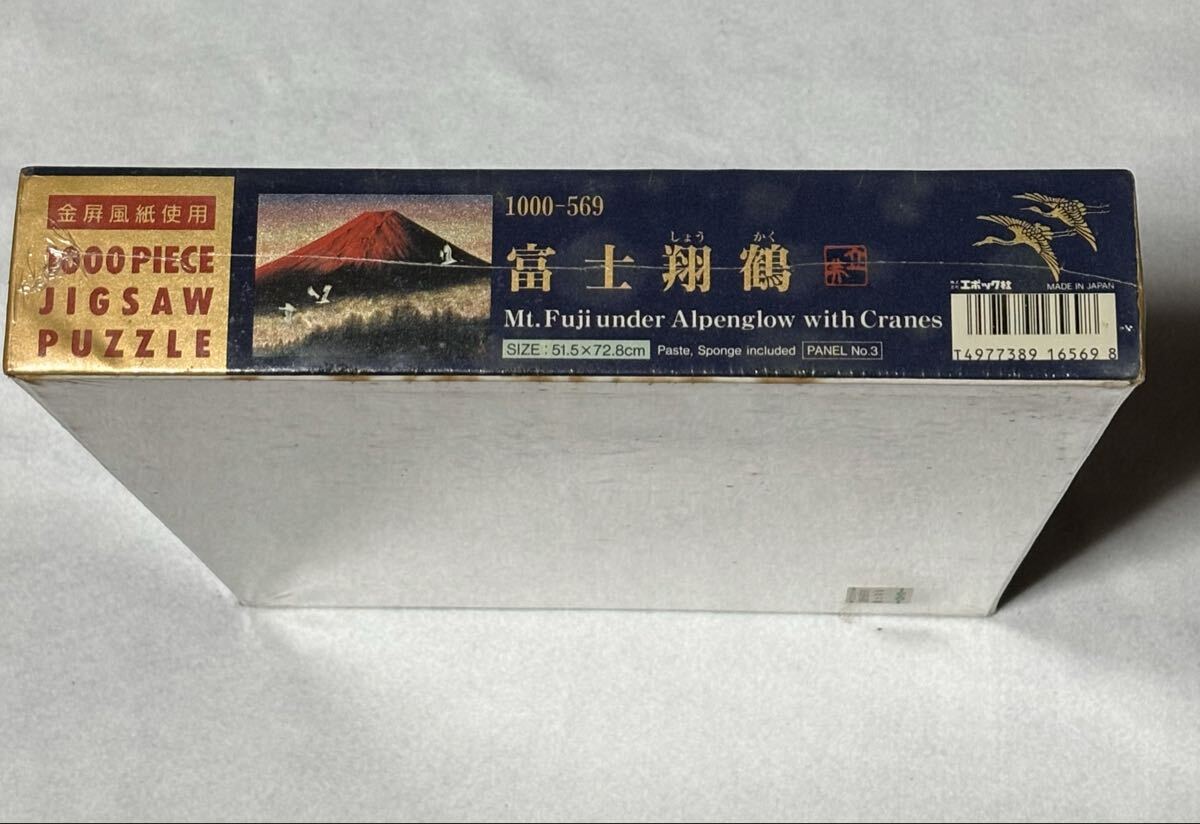 金屏風紙使用
1000 PIECE
JIGSAW
PUZZLE
1000-569
しょう かく
富士翔鶴
Mt. Fuji under Alpenglow with Cranes
SIZE : 51.5×72.8cm Paste, Sponge included PANEL No.3
エポック社 MADE IN JAPAN
T4977389 16569 8